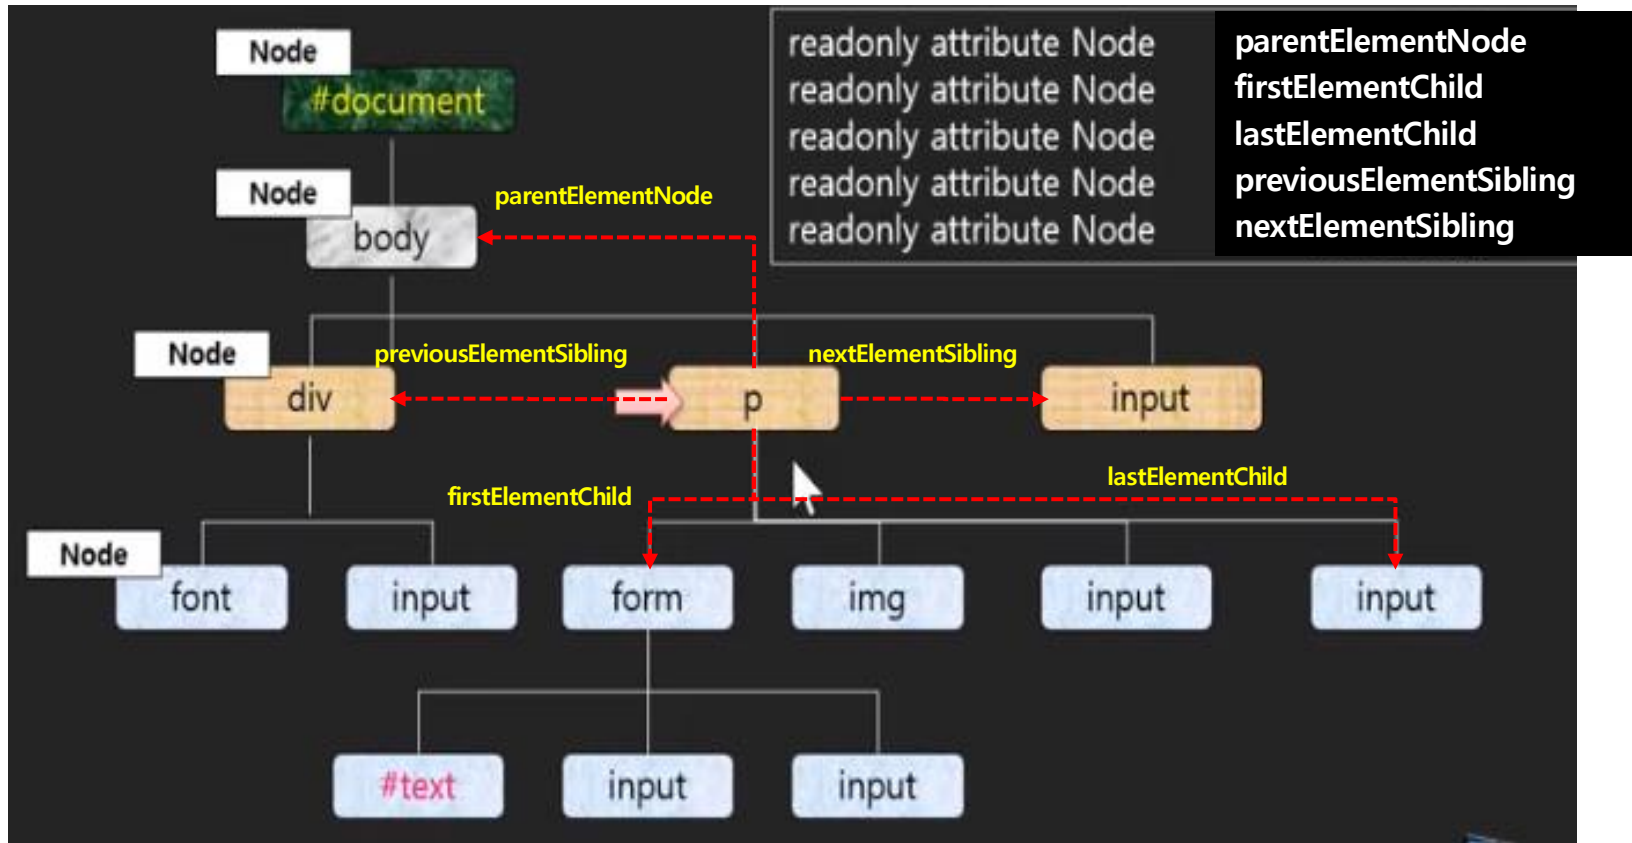 Node
#document
readonly attribute Node parentElementNode
readonly attribute Node firstElementChild
readonly attribute Node lastElementChild
readonly attribute Node previousElementSibling
readonly attribute Node nextElementSibling
Node
parentElementNode
body
Node
previousElementSibling
nextElementSibling
div
p
input
firstElementChild
lastElementChild
Node
font
input
form
img
input
input
#text
input
input